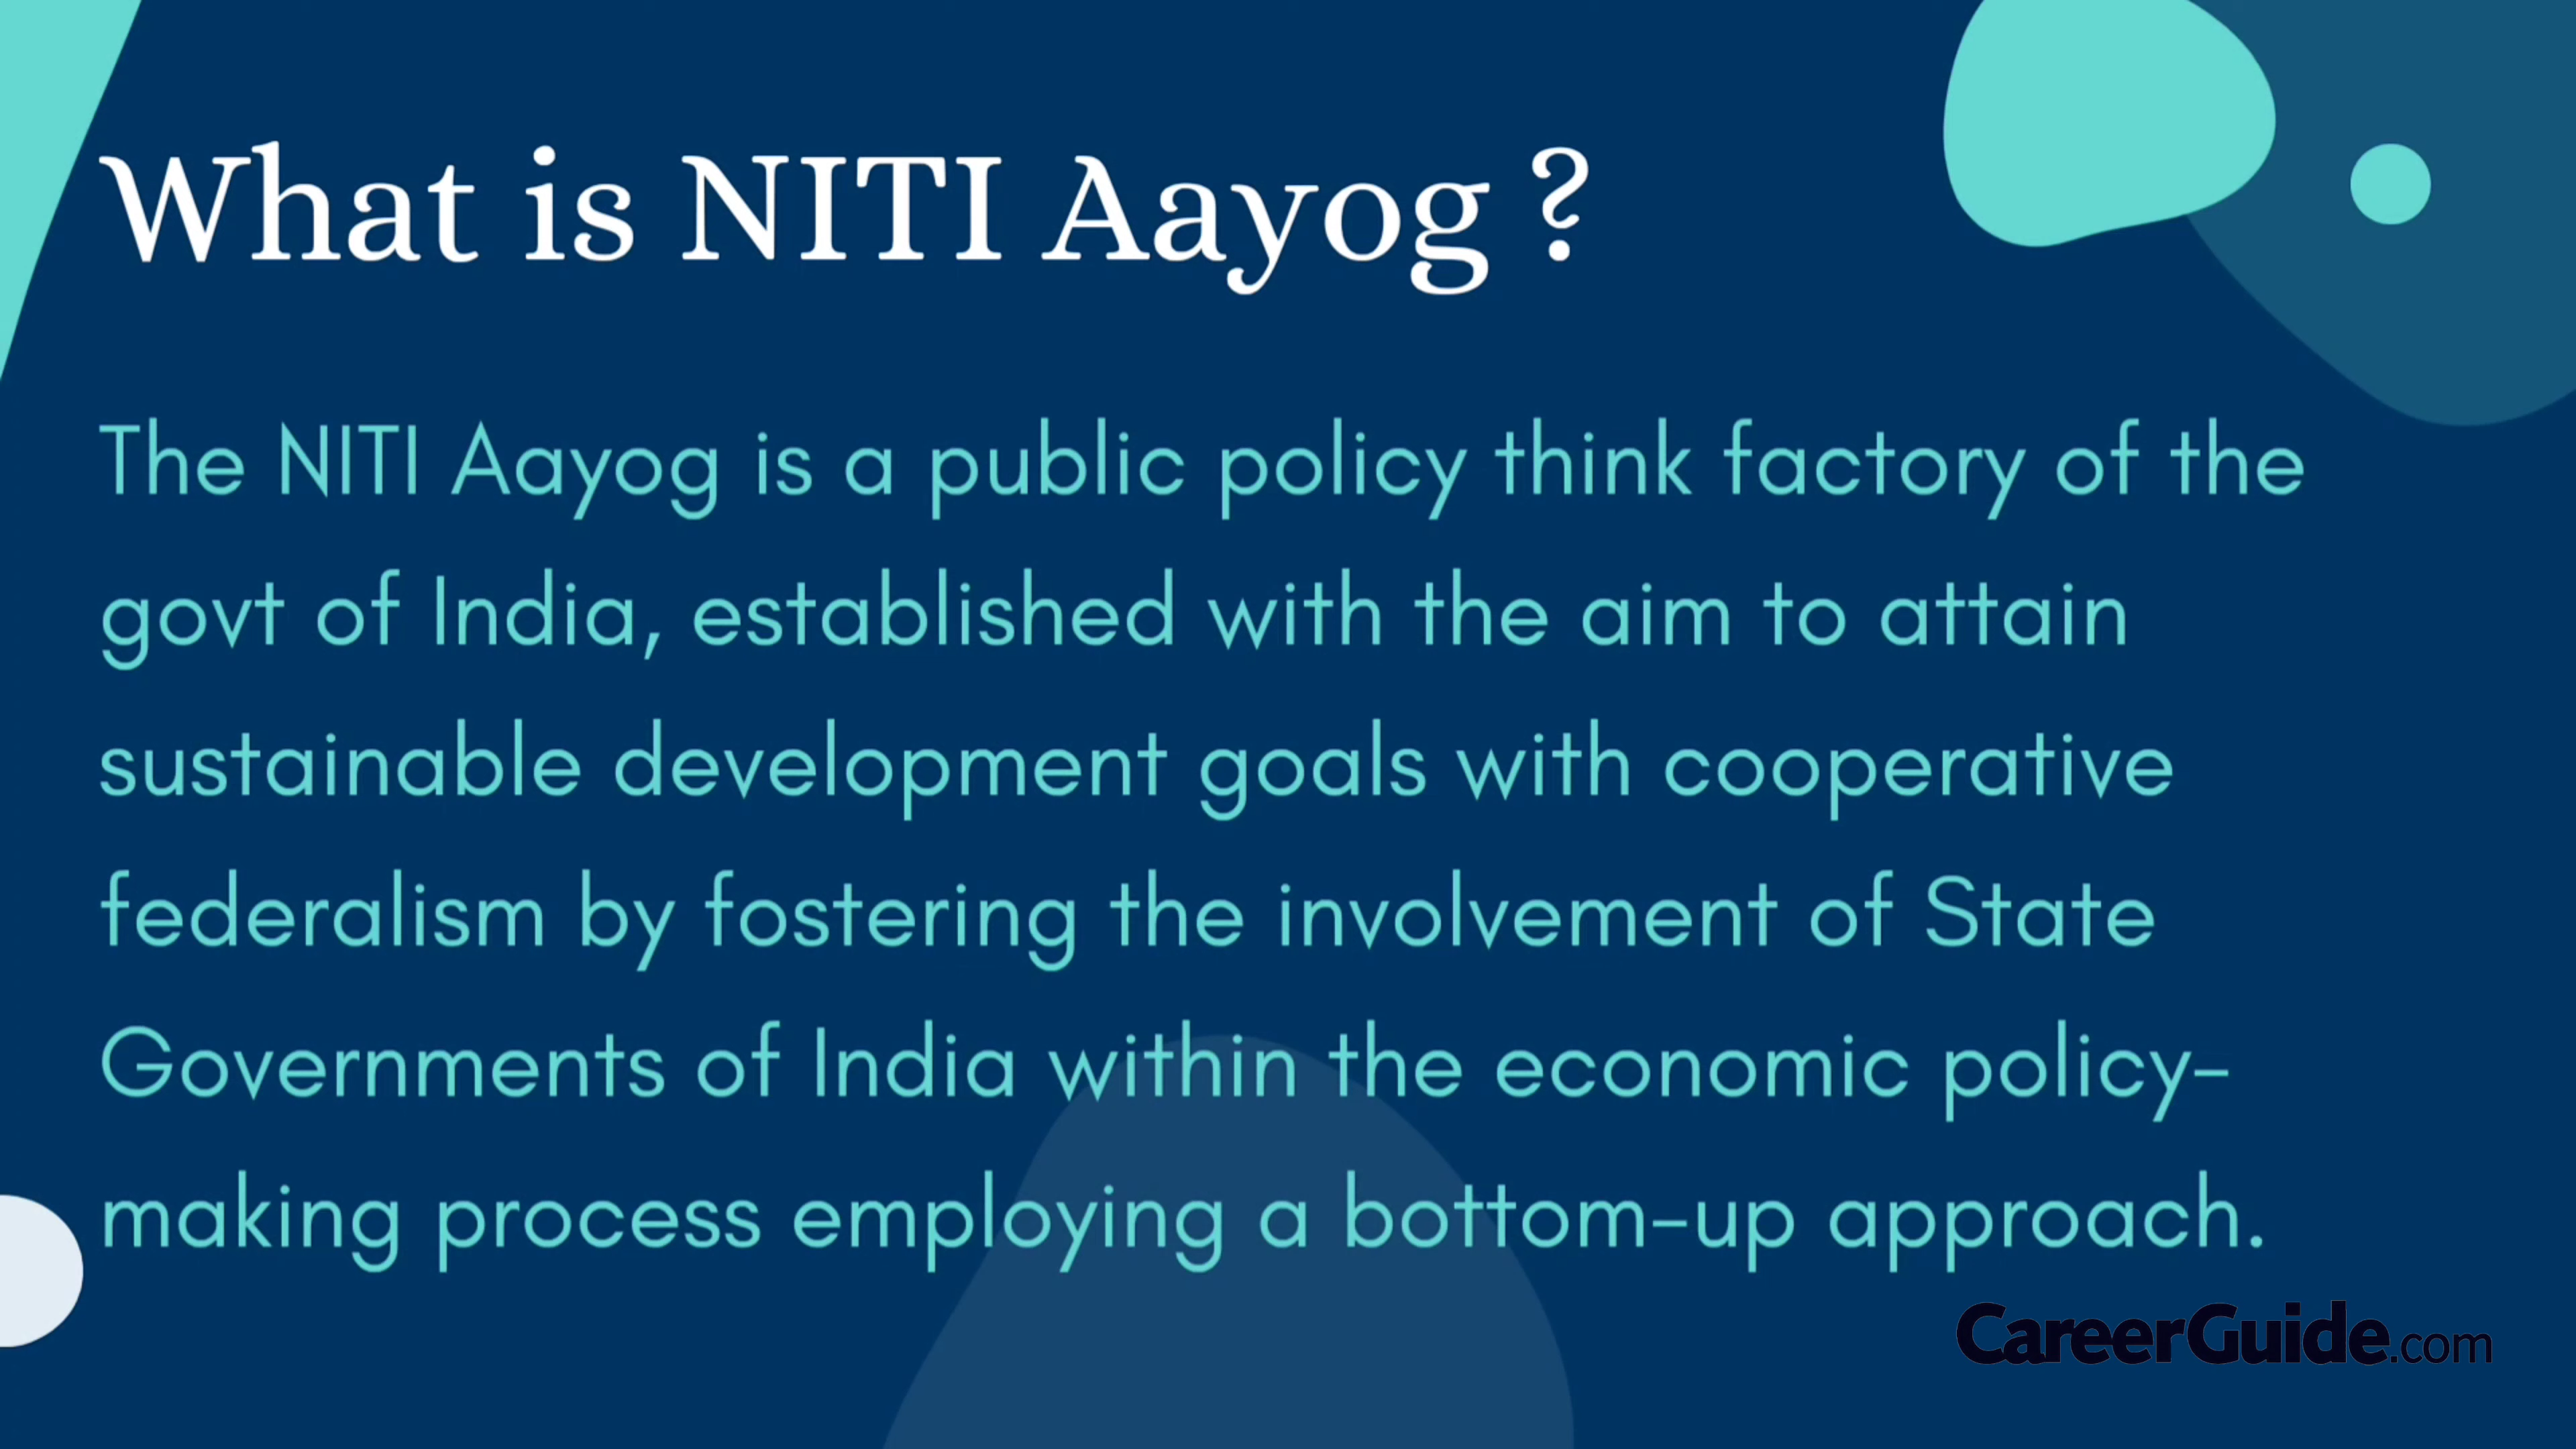 What is NITI Aayog ?
The NITI Aayog is a public policy think factory of the
govt of India, established with the aim to attain
sustainable development goals with cooperative
federalism by fostering the involvement of State
Governments of India within the economic policy-
making process employing a bottom-up approach.
CareerGuide.com